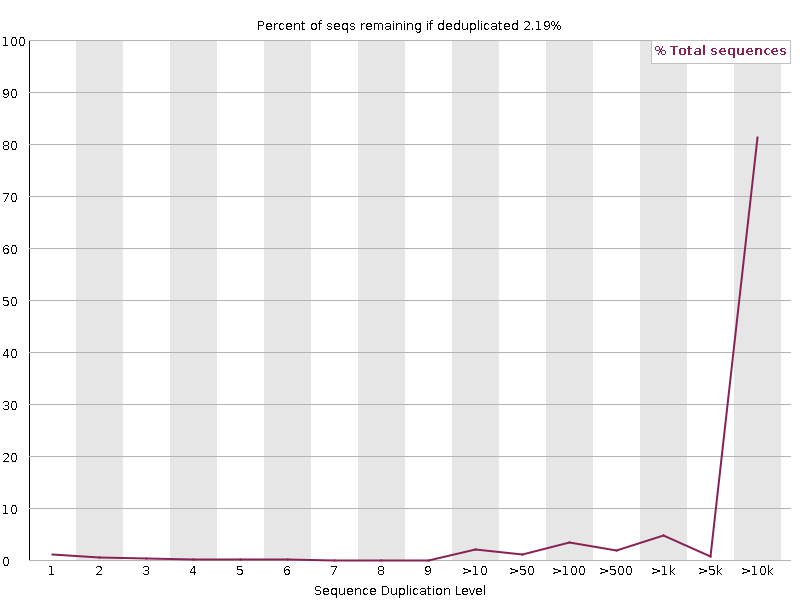 Percent of seqs remaining if deduplicated 2.19%
% Total sequences
100
90
80
70
60
50
40
30
20
10
0
1 2 3 4 5 6 7 8 9 >10 >50 >100 >500 >1k >5k >10k
Sequence Duplication Level